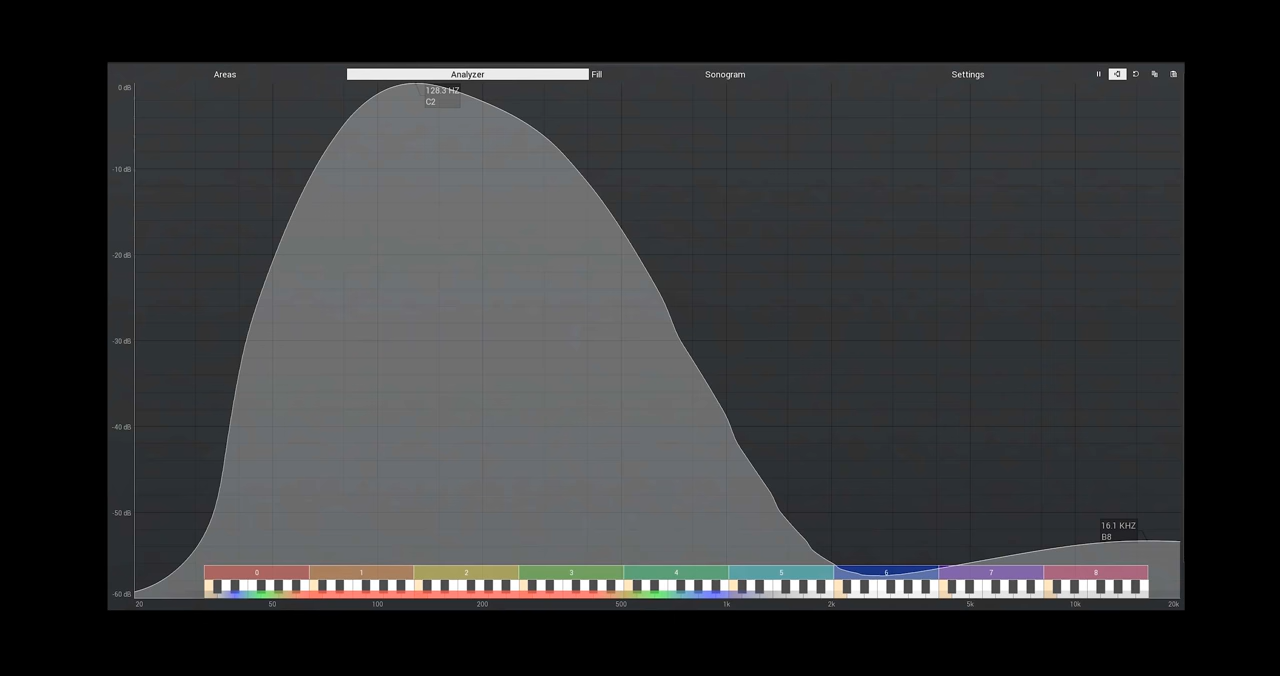 Areas Analyzer Fill Sonogram Settings
0 dB
128.3 HZ
C2
-10 dB
-20 dB
-30 dB
-40 dB
-50 dB
16.1 KHZ
B8
0 1 2 3 4 5 6 7 8
-60 dB
20 50 100 200 500 1k 2k 5k 10k 20k